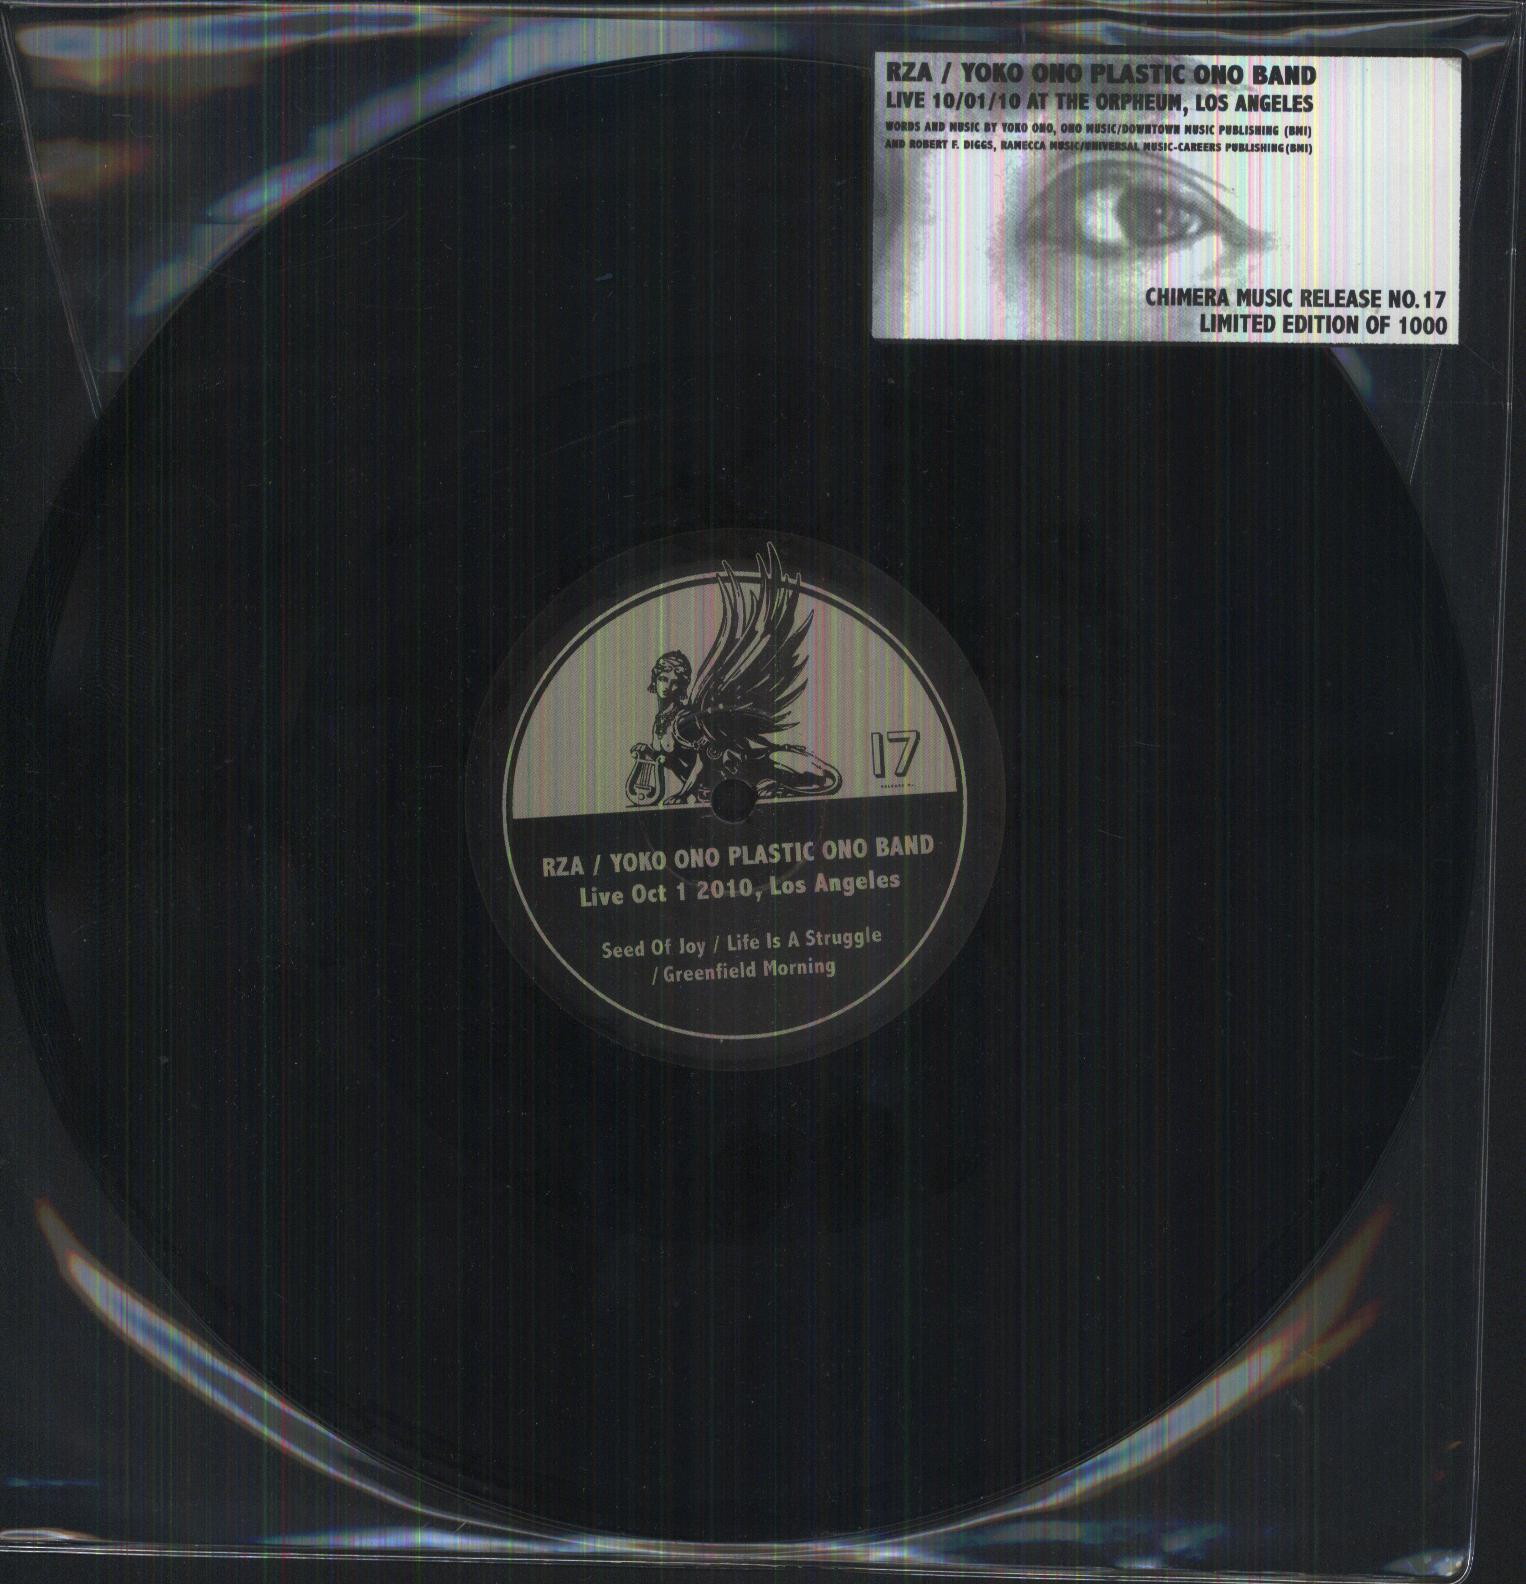 RZA / YOKO ONO PLASTIC ONO BAND
LIVE 10/01/10 AT THE ORPHEUM, LOS ANGELES
WORDS AND MUSIC BY YOKO ONO, ONO MUSIC/DOWNTOWN MUSIC PUBLISHING (BMI)
AND ROBERT F. DIGGS, RAMECCA MUSIC/UNIVERSAL MUSIC-CAREERS PUBLISHING(BMI)
CHIMERA MUSIC RELEASE NO.17
LIMITED EDITION OF 1000
17
RELEASE
RZA / YOKO ONO PLASTIC ONO BAND
Live Oct 1 2010, Los Angeles
Seed Of Joy / Life Is A Struggle
/ Greenfield Morning